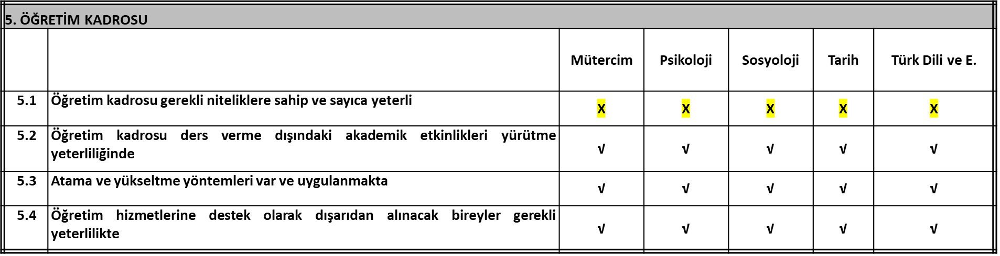 5. ÖĞRETİM KADROSU
Mütercim Psikoloji Sosyoloji Tarih Türk Dili ve E.
5.1 Öğretim kadrosu gerekli niteliklere sahip ve sayıca yeterli X X X X X
5.2 Öğretim kadrosu ders verme dışındaki akademik etkinlikleri yürütme
yeterliliğinde √ √ √ √ √
5.3 Atama ve yükseltme yöntemleri var ve uygulanmakta √ √ √ √ √
5.4 Öğretim hizmetlerine destek olarak dışarıdan alınacak bireyler gerekli
yeterlilikte √ √ √ √ √